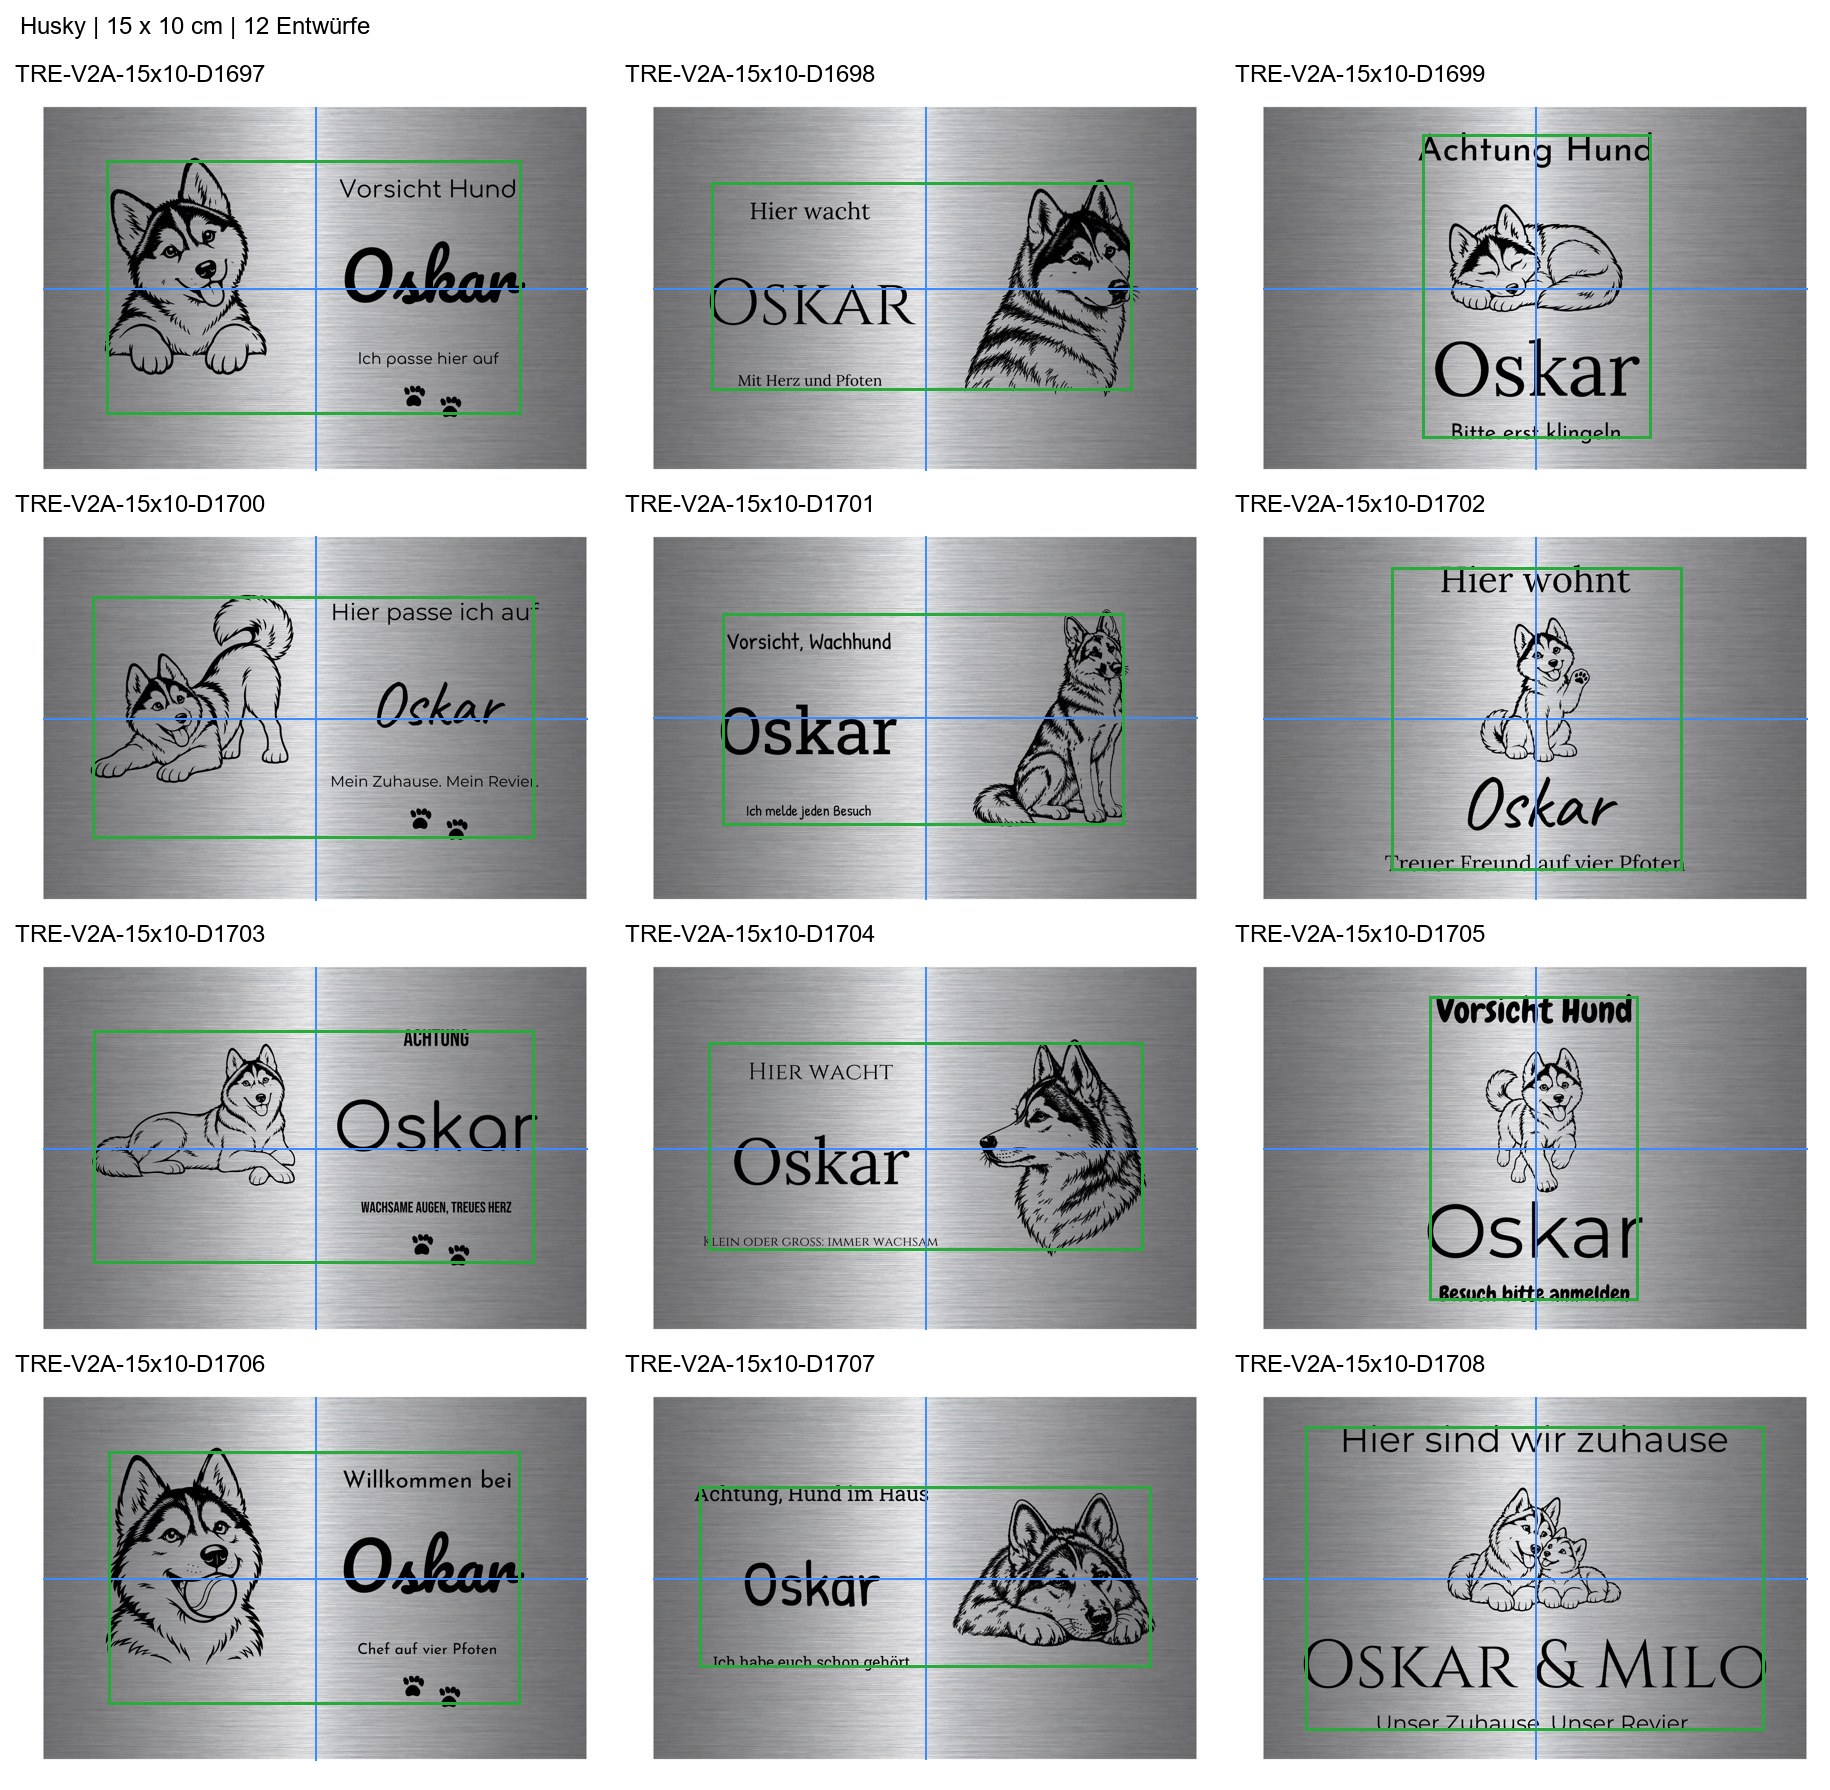 Husky | 15 x 10 cm | 12 Entwürfe
TRE-V2A-15x10-D1697
Vorsicht Hund
Oskar
Ich passe hier auf
TRE-V2A-15x10-D1698
Hier wacht
OSKAR
Mit Herz und Pfoten
TRE-V2A-15x10-D1699
Achtung Hund
Oskar
Bitte erst klingeln
TRE-V2A-15x10-D1700
Hier passe ich auf
Oskar
Mein Zuhause. Mein Revier.
TRE-V2A-15x10-D1701
Vorsicht, Wachhund
Oskar
Ich melde jeden Besuch
TRE-V2A-15x10-D1702
Hier wohnt
Oskar
Treuer Freund auf vier Pfoten
TRE-V2A-15x10-D1703
ACHTUNG
Oskar
WACHSAME AUGEN, TREUES HERZ
TRE-V2A-15x10-D1704
HIER WACHT
Oskar
KLEIN ODER GROSS: IMMER WACHSAM
TRE-V2A-15x10-D1705
Vorsicht Hund
Oskar
Besuch bitte anmelden
TRE-V2A-15x10-D1706
Willkommen bei
Oskar
Chef auf vier Pfoten
TRE-V2A-15x10-D1707
Achtung, Hund im Haus
Oskar
Ich habe euch schon gehört
TRE-V2A-15x10-D1708
Hier sind wir zuhause
OSKAR & MILO
Unser Zuhause. Unser Revier.